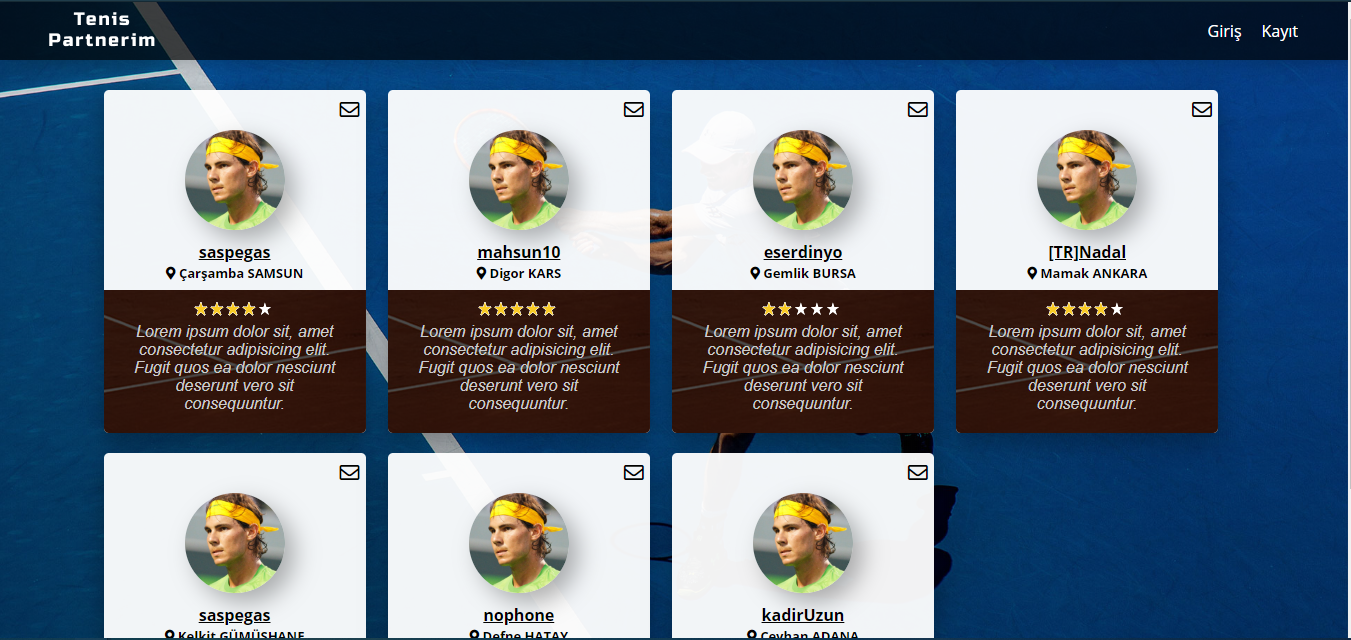 Tenis
Partnerim
Giriş Kayıt
saspegas
Çarşamba SAMSUN
Lorem ipsum dolor sit, amet
consectetur adipisicing elit.
Fugit quos ea dolor nesciunt
deserunt vero sit
consequuntur.
mahsun10
Digor KARS
Lorem ipsum dolor sit, amet
consectetur adipisicing elit.
Fugit quos ea dolor nesciunt
deserunt vero sit
consequuntur.
eserdinyo
Gemlik BURSA
Lorem ipsum dolor sit, amet
consectetur adipisicing elit.
Fugit quos ea dolor nesciunt
deserunt vero sit
consequuntur.
[TR]Nadal
Mamak ANKARA
Lorem ipsum dolor sit, amet
consectetur adipisicing elit.
Fugit quos ea dolor nesciunt
deserunt vero sit
consequuntur.
saspegas
Kelkit GÜMÜŞHANE
nophone
Defne HATAY
kadirUzun
Ceyhan ADANA